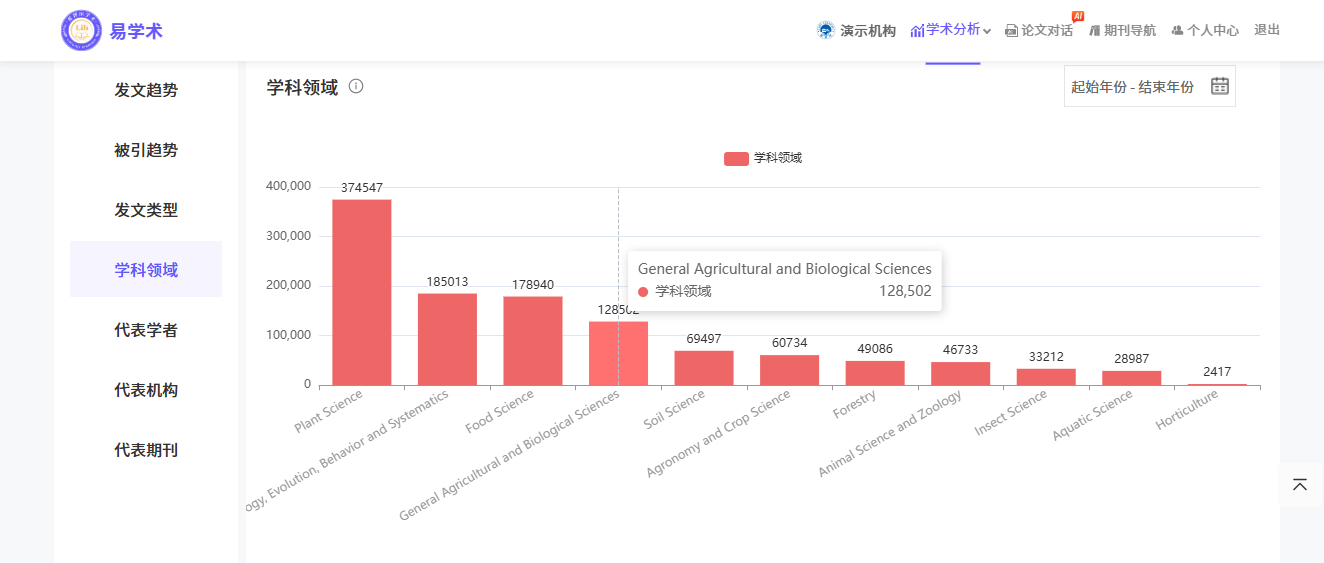 易学术
演示机构 学术分析 论文对话 AI 期刊导航 个人中心 退出
发文趋势
被引趋势
发文类型
学科领域
代表学者
代表机构
代表期刊
学科领域
起始年份 - 结束年份
学科领域
400,000
300,000
200,000
100,000
0
374547
185013
178940
128502
69497
60734
49086
46733
33212
28987
2417
General Agricultural and Biological Sciences
学科领域 128,502
Plant Science
ogy, Evolution, Behavior and Systematics
Food Science
General Agricultural and Biological Sciences
Soil Science
Agronomy and Crop Science
Forestry
Animal Science and Zoology
Insect Science
Aquatic Science
Horticulture